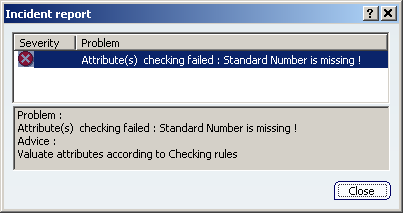 Incident report
Severity Problem
Attribute(s) checking failed : Standard Number is missing !
Problem :
Attribute(s) checking failed : Standard Number is missing !
Advice :
Valuate attributes according to Checking rules
Close